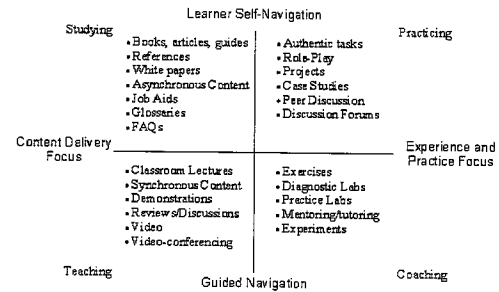 Learner Self-Navigation
Studying
Practicing
• Books, articles, guides
• References
• White papers
• Asynchronous Content
• Job Aids
• Glossaries
• FAQs
• Authentic tasks
• Role-Play
• Projects
• Case Studies
• Peer Discussion
• Discussion Forums
Content Delivery
Focus
Experience and
Practice Focus
• Classroom Lectures
• Synchronous Content
• Demonstrations
• Reviews/Discussions
• Video
• Video-conferencing
• Exercises
• Diagnostic Labs
• Practice Labs
• Mentoring/tutoring
• Experiments
Teaching
Coaching
Guided Navigation